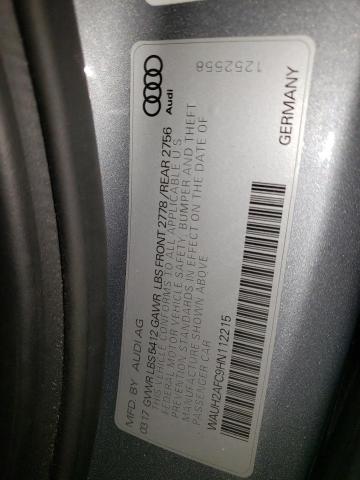 MFD. BY AUDI AG
03.17 GVWR LBS 5412 GAWR LBS FRONT 2778/REAR 2756
THIS VEHICLE CONFORMS TO ALL APPLICABLE U S
FEDERAL MOTOR VEHICLE SAFETY, BUMPER AND THEFT
PREVENTION STANDARDS IN EFFECT ON THE DATE OF
MANUFACTURE SHOWN ABOVE
PASSENGER CAR
WAUH2AFC9HN112215
Audi
1252558
GERMANY